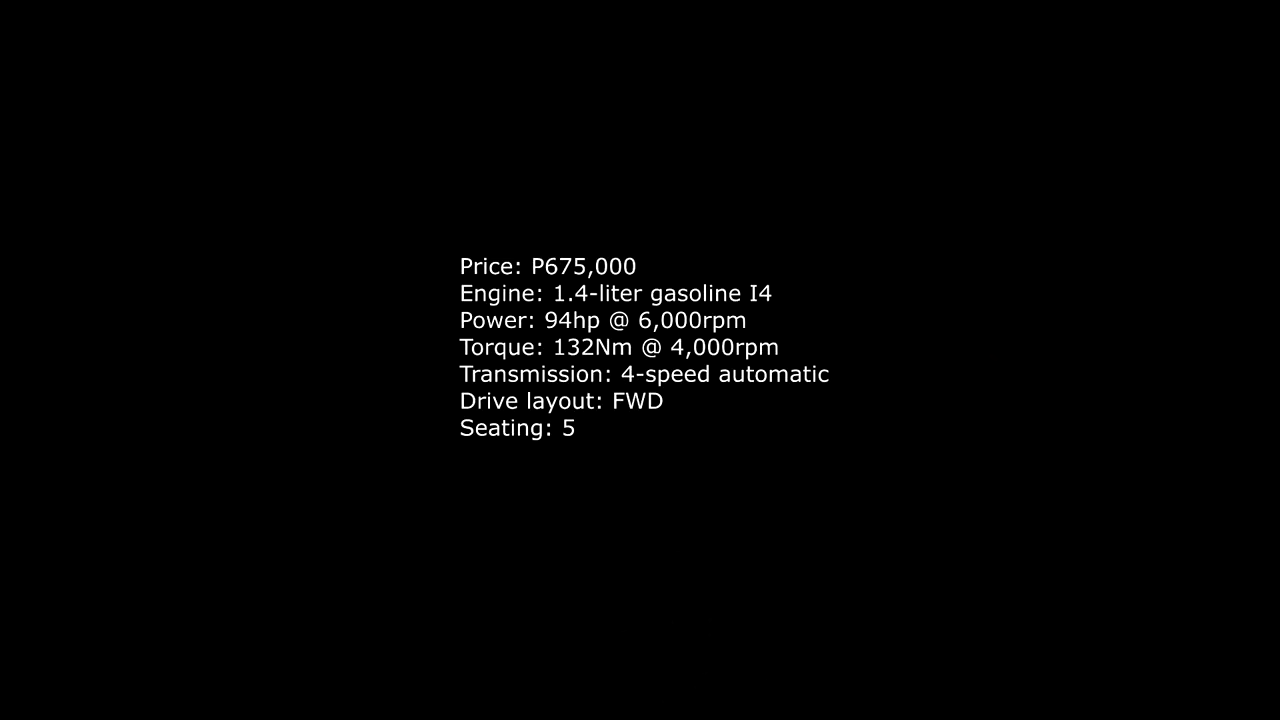 Price: P675,000
Engine: 1.4-liter gasoline I4
Power: 94hp @ 6,000rpm
Torque: 132Nm @ 4,000rpm
Transmission: 4-speed automatic
Drive layout: FWD
Seating: 5